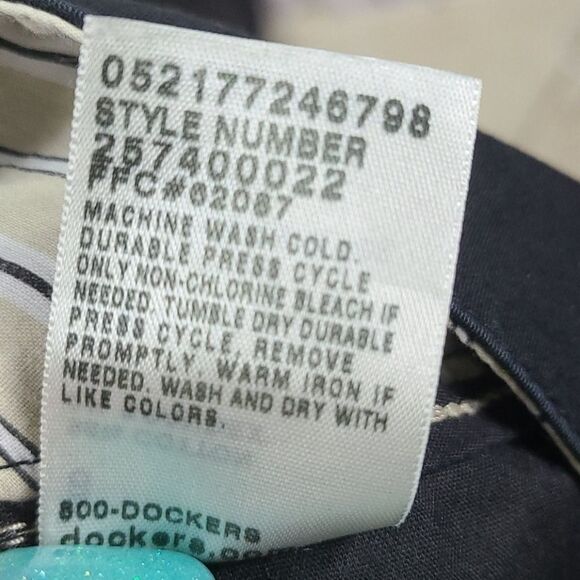 052177246798
STYLE NUMBER
257400022
PFC#62087
MACHINE WASH COLD.
DURABLE PRESS CYCLE
ONLY NON-CHLORINE BLEACH IF
NEEDED. TUMBLE DRY DURABLE
PRESS CYCLE, REMOVE
PROMPTLY, WARM IRON IF
NEEDED. WASH AND DRY WITH
LIKE COLORS.
800-DOCKERS